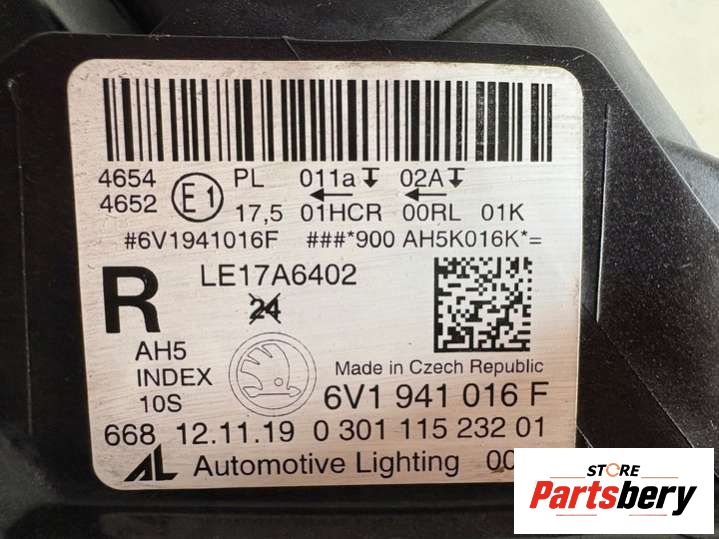 4654 E1 PL 011a 02A
4652 17,5 01HCR 00RL 01K
#6V1941016F ###*900 AH5K016K*=
R LE17A6402
24
AH5
INDEX
10S
Made in Czech Republic
6V1 941 016 F
668 12.11.19 0 301 115 232 01
AL Automotive Lighting
STORE
Partsbery